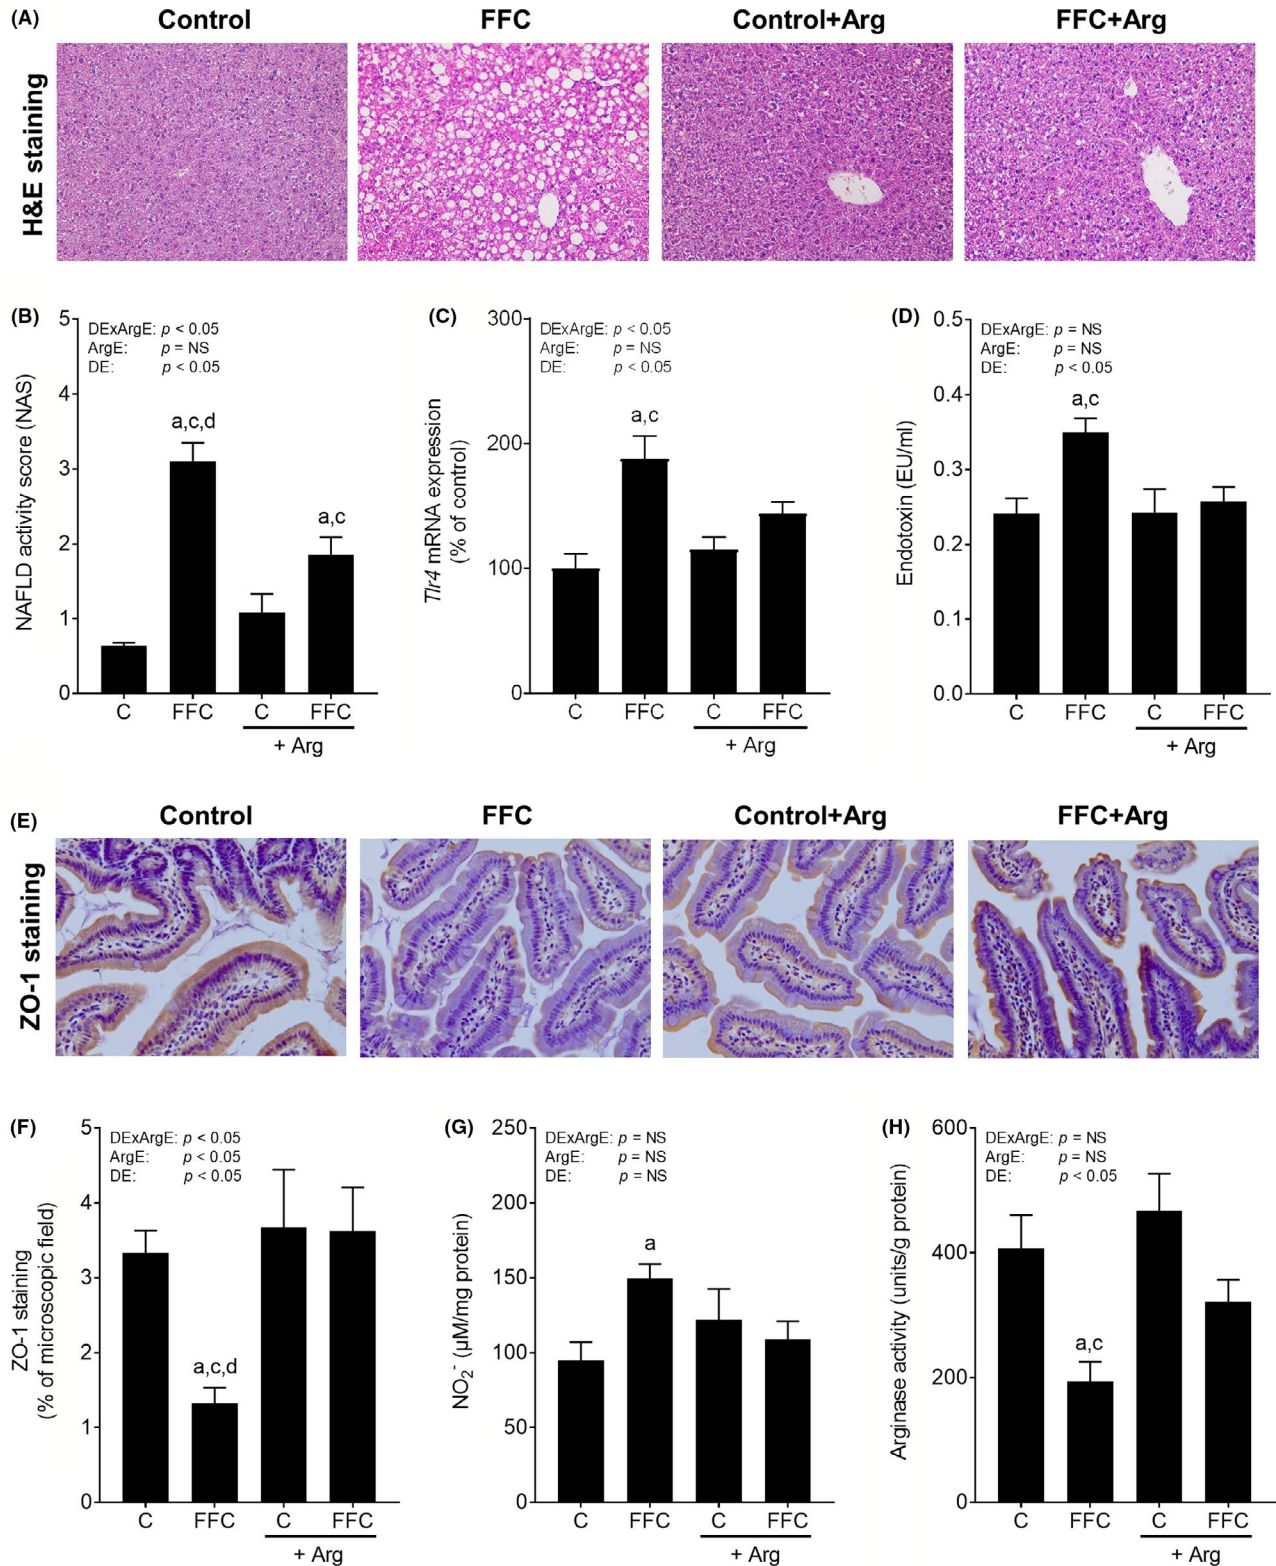 (A) Control FFC Control+Arg FFC+Arg
H&E staining
(B)
NAFLD activity score (NAS)
5
4
3
2
1
0
DExArgE: p < 0.05
ArgE: p = NS
DE: p < 0.05
a,c,d
a,c
C FFC C FFC
+ Arg
(C)
Tlr4 mRNA expression
(% of control)
300
200
100
0
DExArgE: p < 0.05
ArgE: p = NS
DE: p < 0.05
a,c
C FFC C FFC
+ Arg
(D)
Endotoxin (EU/ml)
0.5
0.4
0.3
0.2
0.1
0.0
DExArgE: p = NS
ArgE: p = NS
DE: p < 0.05
a,c
C FFC C FFC
+ Arg
(E) Control FFC Control+Arg FFC+Arg
ZO-1 staining
(F)
ZO-1 staining
(% of microscopic field)
5
4
3
2
1
0
DExArgE: p < 0.05
ArgE: p < 0.05
DE: p < 0.05
a,c,d
C FFC C FFC
+ Arg
(G)
NO₂⁻ (µM/mg protein)
250
200
150
100
50
0
DExArgE: p = NS
ArgE: p = NS
DE: p = NS
a
C FFC C FFC
+ Arg
(H)
Arginase activity (units/g protein)
600
400
200
0
DExArgE: p = NS
ArgE: p = NS
DE: p < 0.05
a,c
C FFC C FFC
+ Arg